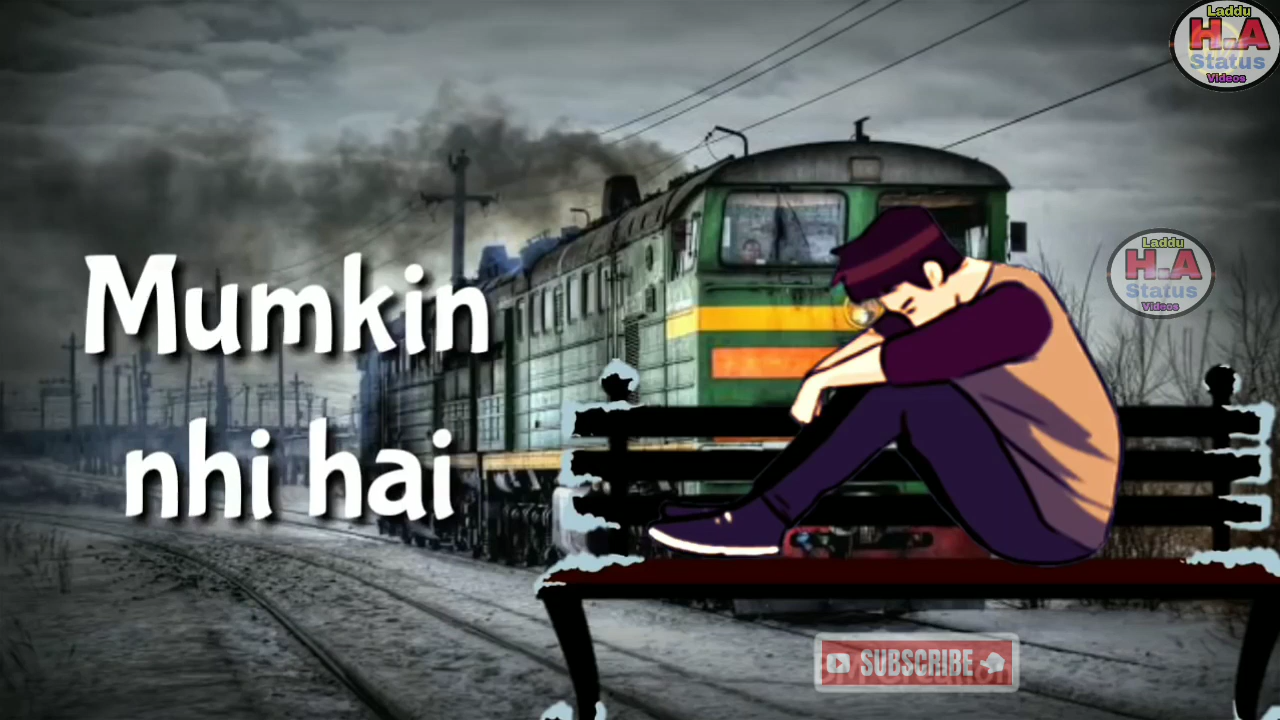 Laddu
H.A
Status
Videos
Mumkin
nhi hai
Laddu
H.A
Status
Videos
SUBSCRIBE